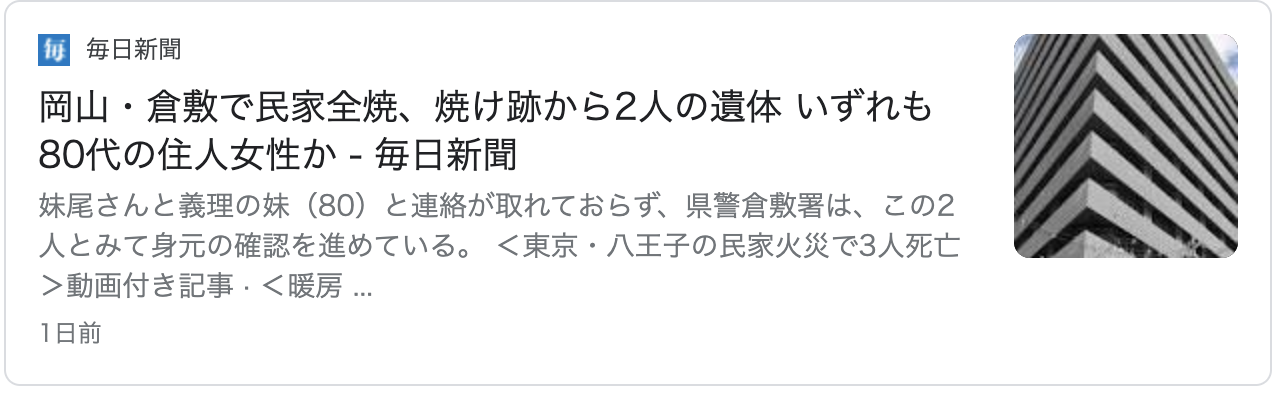 毎 毎日新聞
岡山・倉敷で民家全焼、焼け跡から2人の遺体 いずれも
80代の住人女性か - 毎日新聞
妹尾さんと義理の妹（80）と連絡が取れておらず、県警倉敷署は、この2
人とみて身元の確認を進めている。 ＜東京・八王子の民家火災で3人死亡
＞動画付き記事 · ＜暖房 ...
1日前